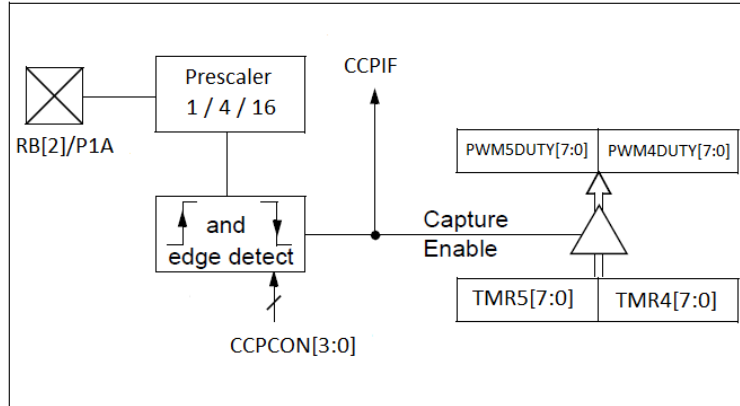 CCPIF
Prescaler
1 / 4 / 16
RB[2]/P1A
PWM5DUTY[7:0]
PWM4DUTY[7:0]
and
edge detect
Capture
Enable
TMR5[7:0]
TMR4[7:0]
CCPCON[3:0]